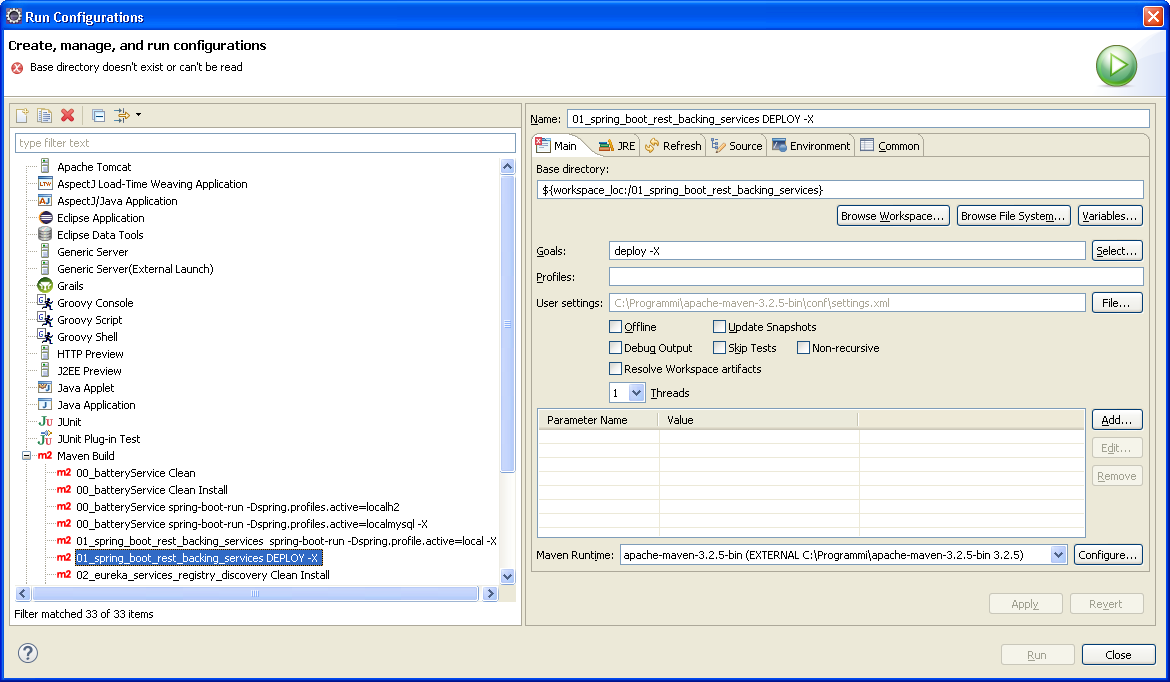 Run Configurations
Create, manage, and run configurations
Base directory doesn't exist or can't be read
type filter text
Apache Tomcat
AspectJ Load-Time Weaving Application
AspectJ/Java Application
Eclipse Application
Eclipse Data Tools
Generic Server
Generic Server(External Launch)
Grails
Groovy Console
Groovy Script
Groovy Shell
HTTP Preview
J2EE Preview
Java Applet
Java Application
JUnit
JUnit Plug-in Test
m2 Maven Build
m2 00_batteryService Clean
m2 00_batteryService Clean Install
m2 00_batteryService spring-boot-run -Dspring.profiles.active=localh2
m2 00_batteryService spring-boot-run -Dspring.profiles.active=localmysql -X
m2 01_spring_boot_rest_backing_services spring-boot-run -Dspring.profile.active=local -X
m2 01_spring_boot_rest_backing_services DEPLOY -X
m2 02_eureka_services_registry_discovery Clean Install
Filter matched 33 of 33 items
Name: 01_spring_boot_rest_backing_services DEPLOY -X
Main JRE Refresh Source Environment Common
Base directory:
${workspace_loc:/01_spring_boot_rest_backing_services}
Browse Workspace... Browse File System... Variables...
Goals: deploy -X Select...
Profiles:
User settings: C:\Programmi\apache-maven-3.2.5-bin\conf\settings.xml File...
Offline Update Snapshots
Debug Output Skip Tests Non-recursive
Resolve Workspace artifacts
1 Threads
Parameter Name Value Add...
Edit...
Remove
Maven Runtime: apache-maven-3.2.5-bin (EXTERNAL C:\Programmi\apache-maven-3.2.5-bin 3.2.5) Configure...
Apply Revert
? Run Close